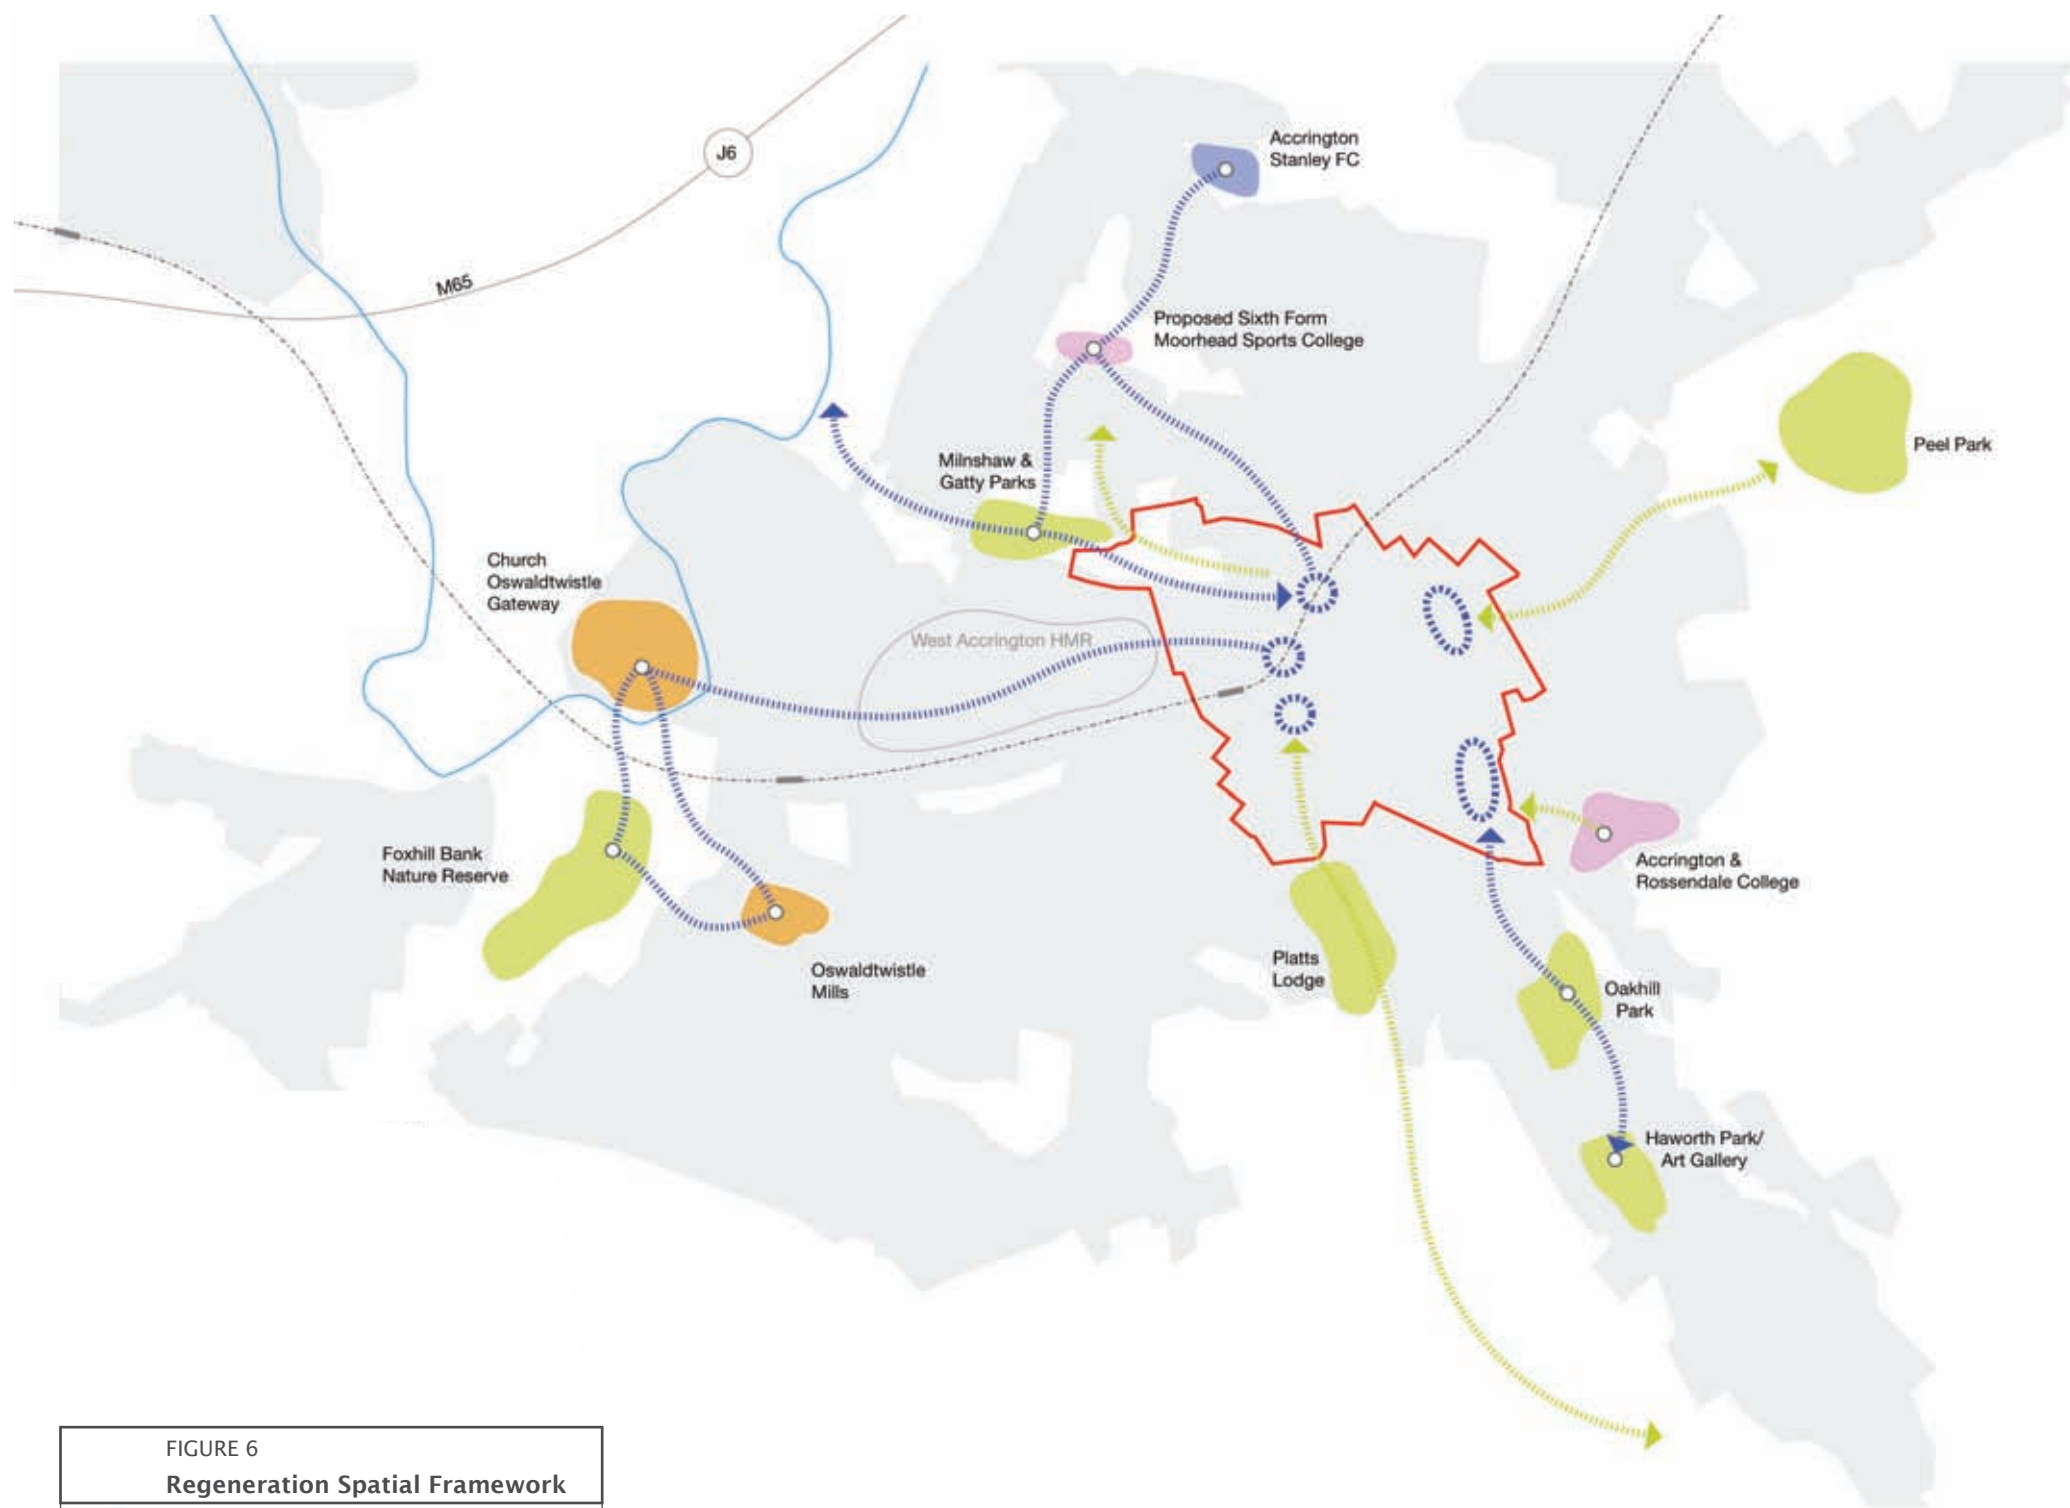 Accrington
Stanley FC
J6
M65
Proposed Sixth Form
Moorhead Sports College
Peel Park
Milnshaw &
Gatty Parks
Church
Oswaldtwistle
Gateway
West Accrington HMR
Foxhill Bank
Nature Reserve
Accrington &
Rossendale College
Oswaldtwistle
Mills
Platts
Lodge
Oakhill
Park
Haworth Park/
Art Gallery
FIGURE 6
Regeneration Spatial Framework